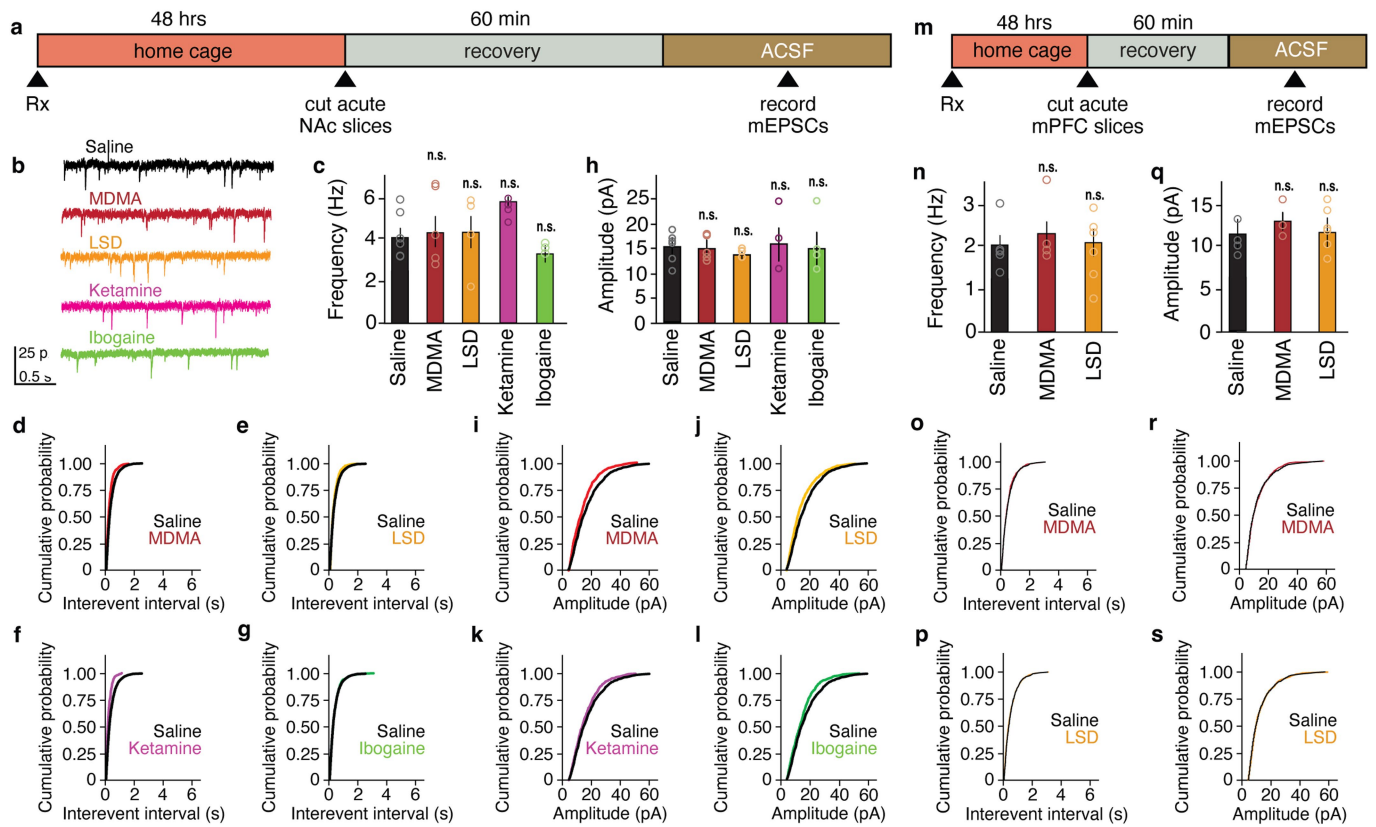 a
48 hrs
60 min
home cage
recovery
ACSF
Rx
cut acute
NAc slices
record
mEPSCs
m
48 hrs
60 min
home cage
recovery
ACSF
Rx
cut acute
mPFC slices
record
mEPSCs
b
Saline
MDMA
LSD
Ketamine
Ibogaine
25 p
0.5 s
c
Frequency (Hz)
6
4
2
0
n.s.
n.s.
n.s.
n.s.
Saline
MDMA
LSD
Ketamine
Ibogaine
h
Amplitude (pA)
25
20
15
10
5
0
n.s.
n.s.
n.s.
n.s.
Saline
MDMA
LSD
Ketamine
Ibogaine
n
Frequency (Hz)
3
2
1
0
n.s.
n.s.
Saline
MDMA
LSD
q
Amplitude (pA)
15
10
5
0
n.s.
n.s.
Saline
MDMA
LSD
d
Cumulative probability
1.00
0.75
0.50
0.25
0
Saline
MDMA
0 2 4 6
Interevent interval (s)
e
Cumulative probability
1.00
0.75
0.50
0.25
0
Saline
LSD
0 2 4 6
Interevent interval (s)
i
Cumulative probability
1.00
0.75
0.50
0.25
0
Saline
MDMA
0 20 40 60
Amplitude (pA)
j
Cumulative probability
1.00
0.75
0.50
0.25
0
Saline
LSD
0 20 40 60
Amplitude (pA)
o
Cumulative probability
1.00
0.75
0.50
0.25
0
Saline
MDMA
0 2 4 6
Interevent interval (s)
r
Cumulative probability
1.00
0.75
0.50
0.25
0
Saline
MDMA
0 20 40 60
Amplitude (pA)
f
Cumulative probability
1.00
0.75
0.50
0.25
0
Saline
Ketamine
0 2 4 6
Interevent interval (s)
g
Cumulative probability
1.00
0.75
0.50
0.25
0
Saline
Ibogaine
0 2 4 6
Interevent interval (s)
k
Cumulative probability
1.00
0.75
0.50
0.25
0
Saline
Ketamine
0 20 40 60
Amplitude (pA)
l
Cumulative probability
1.00
0.75
0.50
0.25
0
Saline
Ibogaine
0 20 40 60
Amplitude (pA)
p
Cumulative probability
1.00
0.75
0.50
0.25
0
Saline
LSD
0 2 4 6
Interevent interval (s)
s
Cumulative probability
1.00
0.75
0.50
0.25
0
Saline
LSD
0 20 40 60
Amplitude (pA)